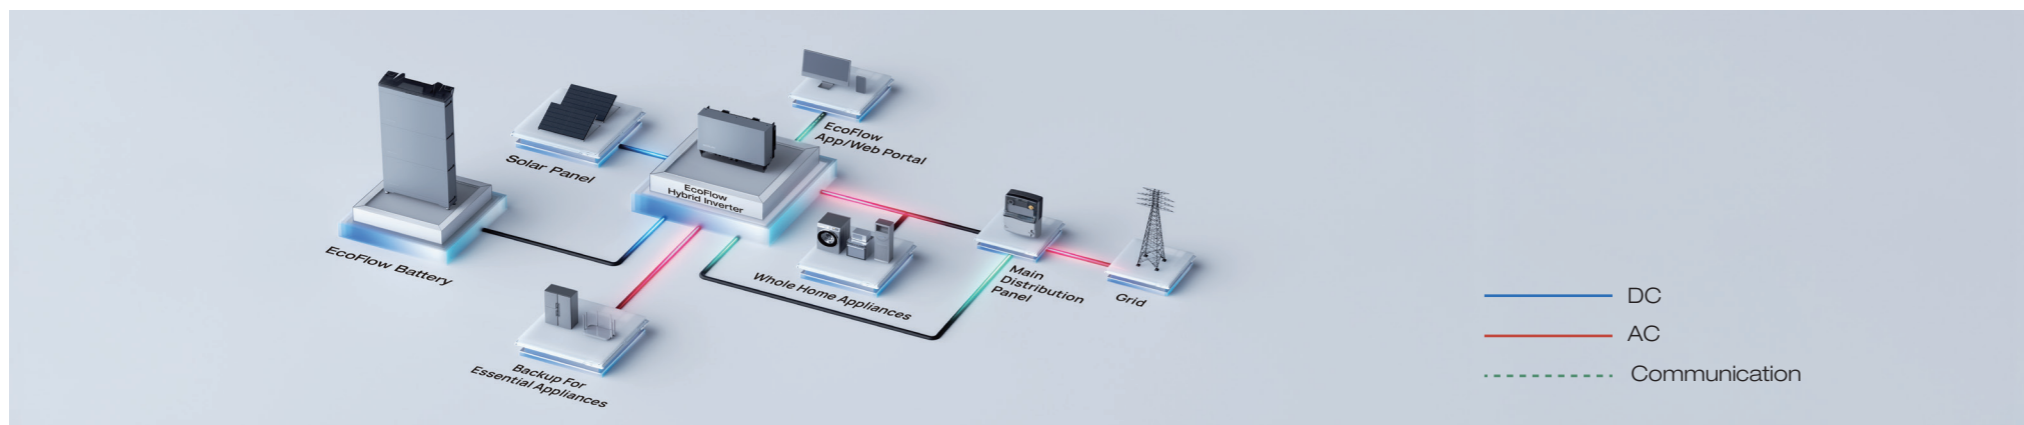 EcoFlow
App/Web Portal
Solar Panel
EcoFlow
Hybrid Inverter
EcoFlow Battery
Whole Home Appliances
Main
Distribution
Panel
Grid
Backup For
Essential Appliances
DC
AC
Communication